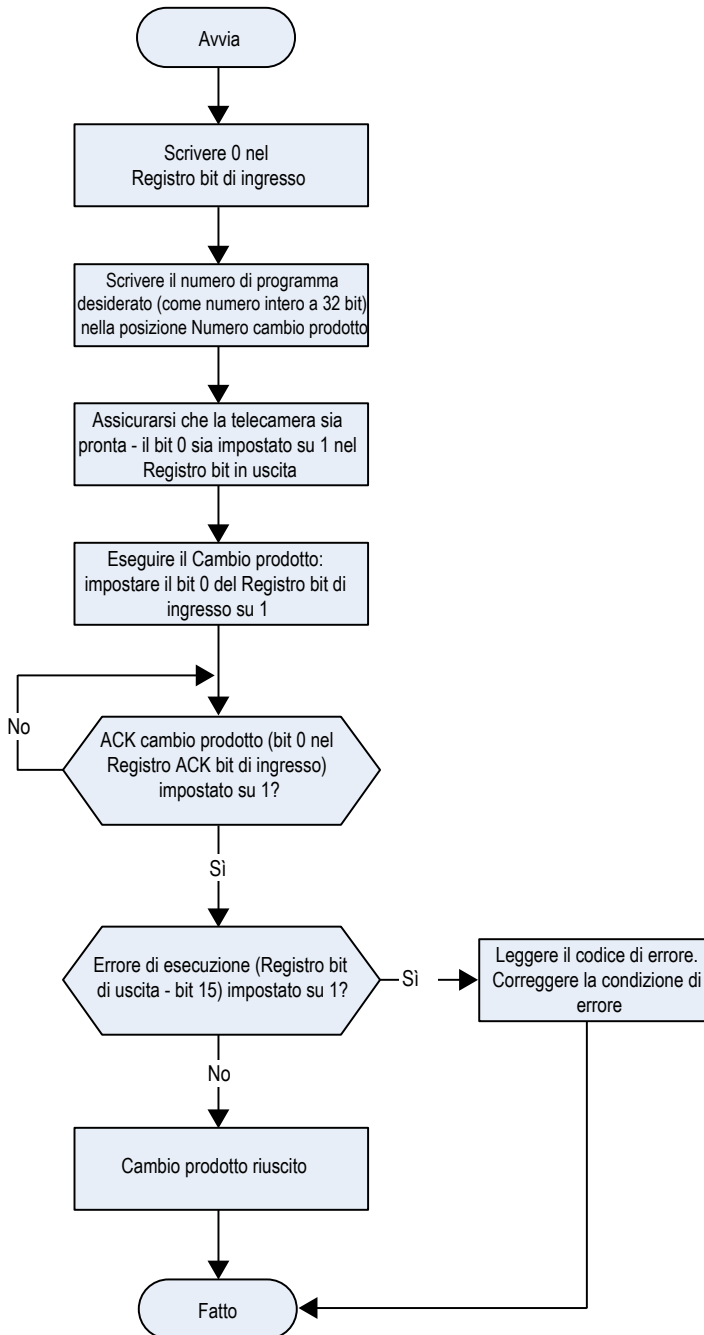 Avvia
Scrivere 0 nel
Registro bit di ingresso
Scrivere il numero di programma
desiderato (come numero intero a 32 bit)
nella posizione Numero cambio prodotto
Assicurarsi che la telecamera sia
pronta - il bit 0 sia impostato su 1 nel
Registro bit in uscita
Eseguire il Cambio prodotto:
impostare il bit 0 del Registro bit di
ingresso su 1
No
ACK cambio prodotto (bit 0 nel
Registro ACK bit di ingresso)
impostato su 1?
Sì
Errore di esecuzione (Registro bit
di uscita - bit 15) impostato su 1?
Sì
Leggere il codice di errore.
Correggere la condizione di
errore
No
Cambio prodotto riuscito
Fatto